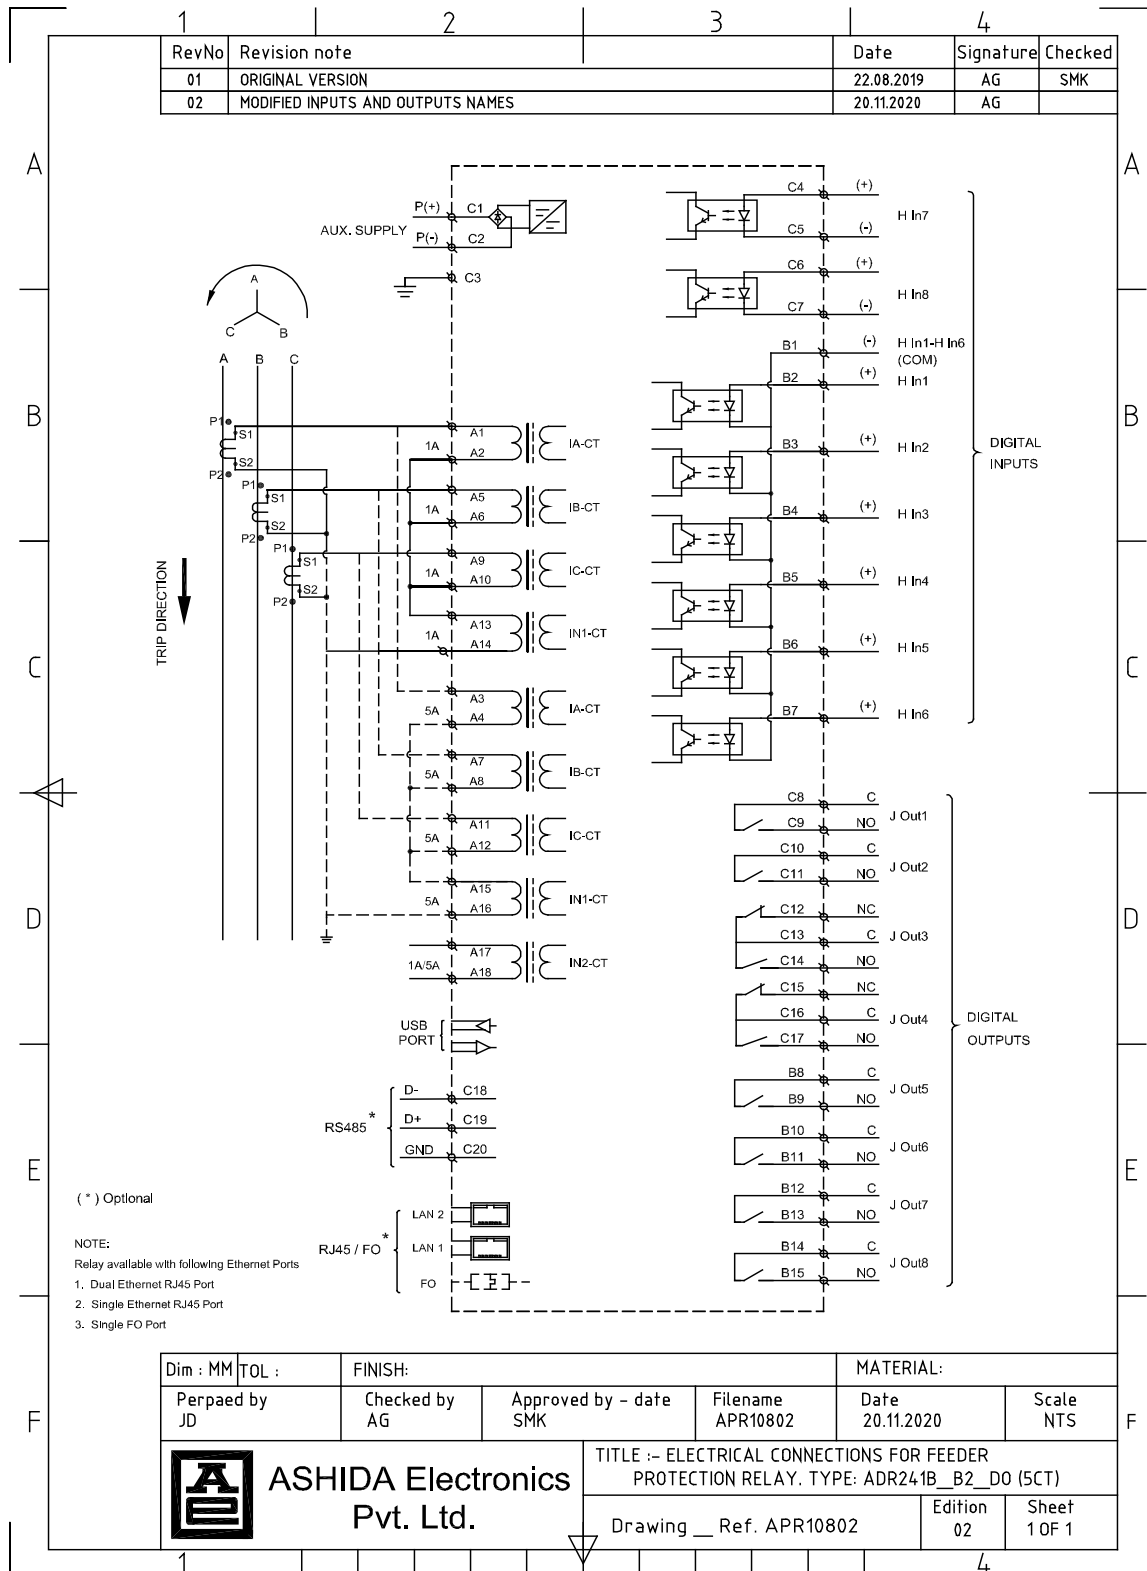 1 2 3 4
RevNo Revision note Date Signature Checked
01 ORIGINAL VERSION 22.08.2019 AG SMK
02 MODIFIED INPUTS AND OUTPUTS NAMES 20.11.2020 AG
A A
B B
C C
D D
E E
F F
AUX. SUPPLY
P(+) C1
P(-) C2
C3
A
C B
A B C
P1 S1
S2
P2
P1 S1
S2
P2
P1 S1
S2
P2
TRIP DIRECTION
A1
1A A2 IA-CT
A5
1A A6 IB-CT
A9
1A A10 IC-CT
A13
1A A14 IN1-CT
A3
5A A4 IA-CT
A7
5A A8 IB-CT
A11
5A A12 IC-CT
A15
5A A16 IN1-CT
A17
1A/5A A18 IN2-CT
USB
PORT
RS485 *
D- C18
D+ C19
GND C20
RJ45 / FO *
LAN 2
LAN 1
FO
C4 (+)
H In7
C5 (-)
C6 (+)
H In8
C7 (-)
B1 (-) H In1-H In6
(COM)
B2 (+) H In1
B3 (+) H In2
B4 (+) H In3
B5 (+) H In4
B6 (+) H In5
B7 (+) H In6
DIGITAL
INPUTS
C8 C
J Out1
C9 NO
C10 C
J Out2
C11 NO
C12 NC
C13 C J Out3
C14 NO
C15 NC
C16 C J Out4
C17 NO
B8 C
J Out5
B9 NO
B10 C
J Out6
B11 NO
B12 C
J Out7
B13 NO
B14 C
J Out8
B15 NO
DIGITAL
OUTPUTS
( * ) Optional
NOTE:
Relay available with following Ethernet Ports
1. Dual Ethernet RJ45 Port
2. Single Ethernet RJ45 Port
3. Single FO Port
Dim : MM TOL : FINISH: MATERIAL:
Perpaed by Checked by Approved by - date Filename Date Scale
JD AG SMK APR10802 20.11.2020 NTS
ASHIDA Electronics
Pvt. Ltd.
TITLE :- ELECTRICAL CONNECTIONS FOR FEEDER
PROTECTION RELAY. TYPE: ADR241B__B2__D0 (5CT)
Drawing __ Ref. APR10802
Edition
02
Sheet
1 OF 1
1 4